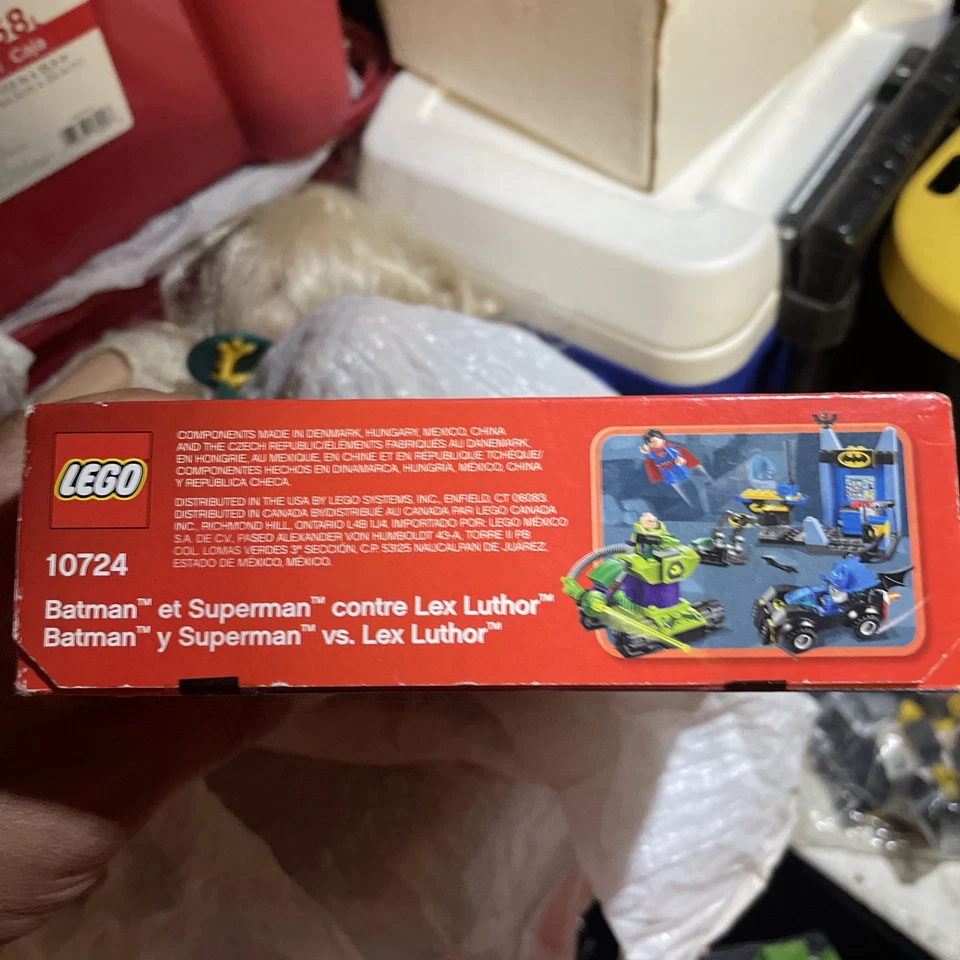 Caja
LEGO
10724
COMPONENTS MADE IN DENMARK, HUNGARY, MEXICO, CHINA
AND THE CZECH REPUBLIC/ÉLÉMENTS FABRIQUÉS AU DANEMARK,
EN HONGRIE, AU MEXIQUE, EN CHINE ET EN RÉPUBLIQUE TCHÈQUE/
COMPONENTES HECHOS EN DINAMARCA, HUNGRÍA, MÉXICO, CHINA
Y REPÚBLICA CHECA.
DISTRIBUTED IN THE USA BY LEGO SYSTEMS, INC., ENFIELD, CT 06083.
DISTRIBUTED IN CANADA BY/DISTRIBUÉ AU CANADA PAR LEGO CANADA
INC., RICHMOND HILL, ONTARIO L4B 1J4. IMPORTADO POR: LEGO MÉXICO
S.A. DE C.V., PASEO ALEXANDER VON HUMBOLDT 43-A, TORRE II PB
COL. LOMAS VERDES 3ª SECCIÓN, C.P. 53125 NAUCALPAN DE JUÁREZ,
ESTADO DE MÉXICO, MÉXICO.
Batman™ et Superman™ contre Lex Luthor™
Batman™ y Superman™ vs. Lex Luthor™